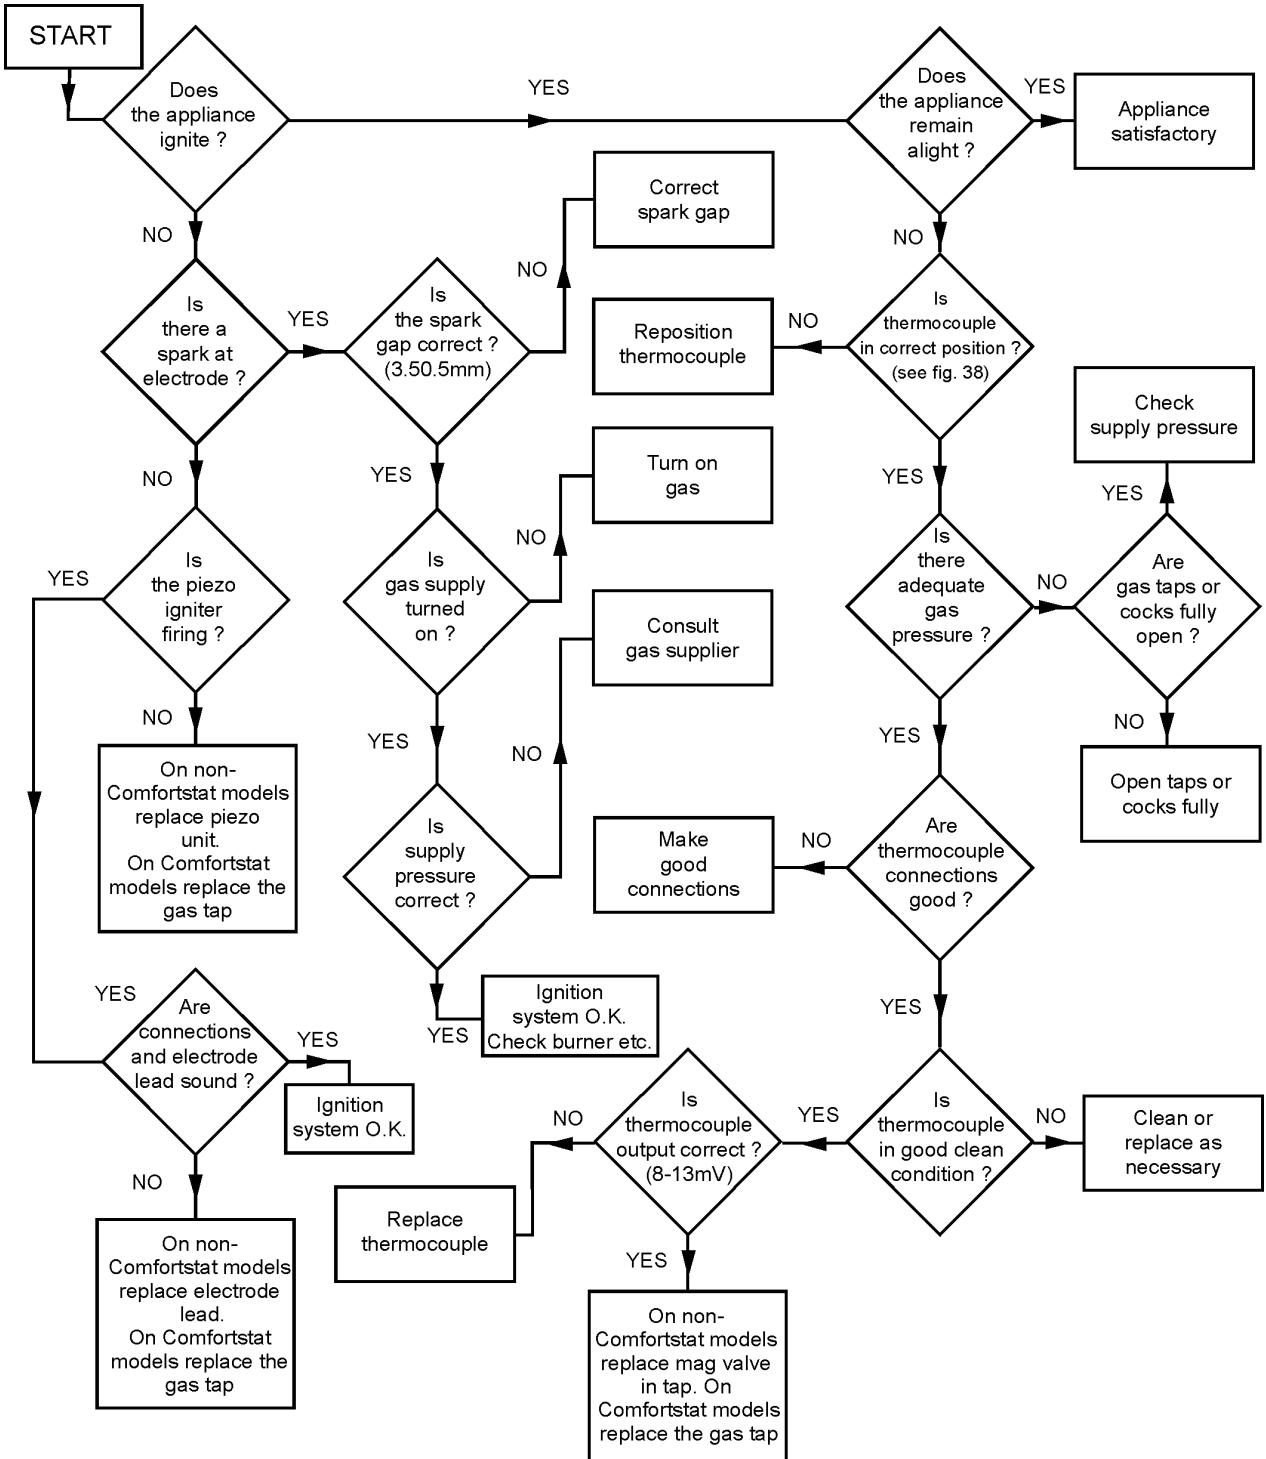 START
Does
the appliance
ignite ?
YES
Does
the appliance
remain
alight ?
YES
Appliance
satisfactory
NO
Correct
spark gap
NO
NO
Is
there a
spark at
electrode ?
YES
Is
the spark
gap correct ?
(3.50.5mm)
Reposition
thermocouple
NO
Is
thermocouple
in correct position ?
(see fig. 38)
Check
supply pressure
NO
YES
Turn on
gas
NO
YES
YES
YES
Is
the piezo
igniter
firing ?
Is
gas supply
turned
on ?
Is
there
adequate
gas
pressure ?
NO
Are
gas taps or
cocks fully
open ?
Consult
gas supplier
NO
YES
NO
YES
NO
On non-
Comfortstat models
replace piezo
unit.
On Comfortstat
models replace the
gas tap
Is
supply
pressure
correct ?
Make
good
connections
NO
Are
thermocouple
connections
good ?
Open taps or
cocks fully
YES
Are
connections
and electrode
lead sound ?
YES
Ignition
system O.K.
YES
Ignition
system O.K.
Check burner etc.
YES
NO
Is
thermocouple
output correct ?
(8-13mV)
YES
Is
thermocouple
in good clean
condition ?
NO
Clean or
replace as
necessary
NO
Replace
thermocouple
YES
On non-
Comfortstat models
replace electrode
lead.
On Comfortstat
models replace the
gas tap
On non-
Comfortstat models
replace mag valve
in tap. On
Comfortstat models
replace the gas tap